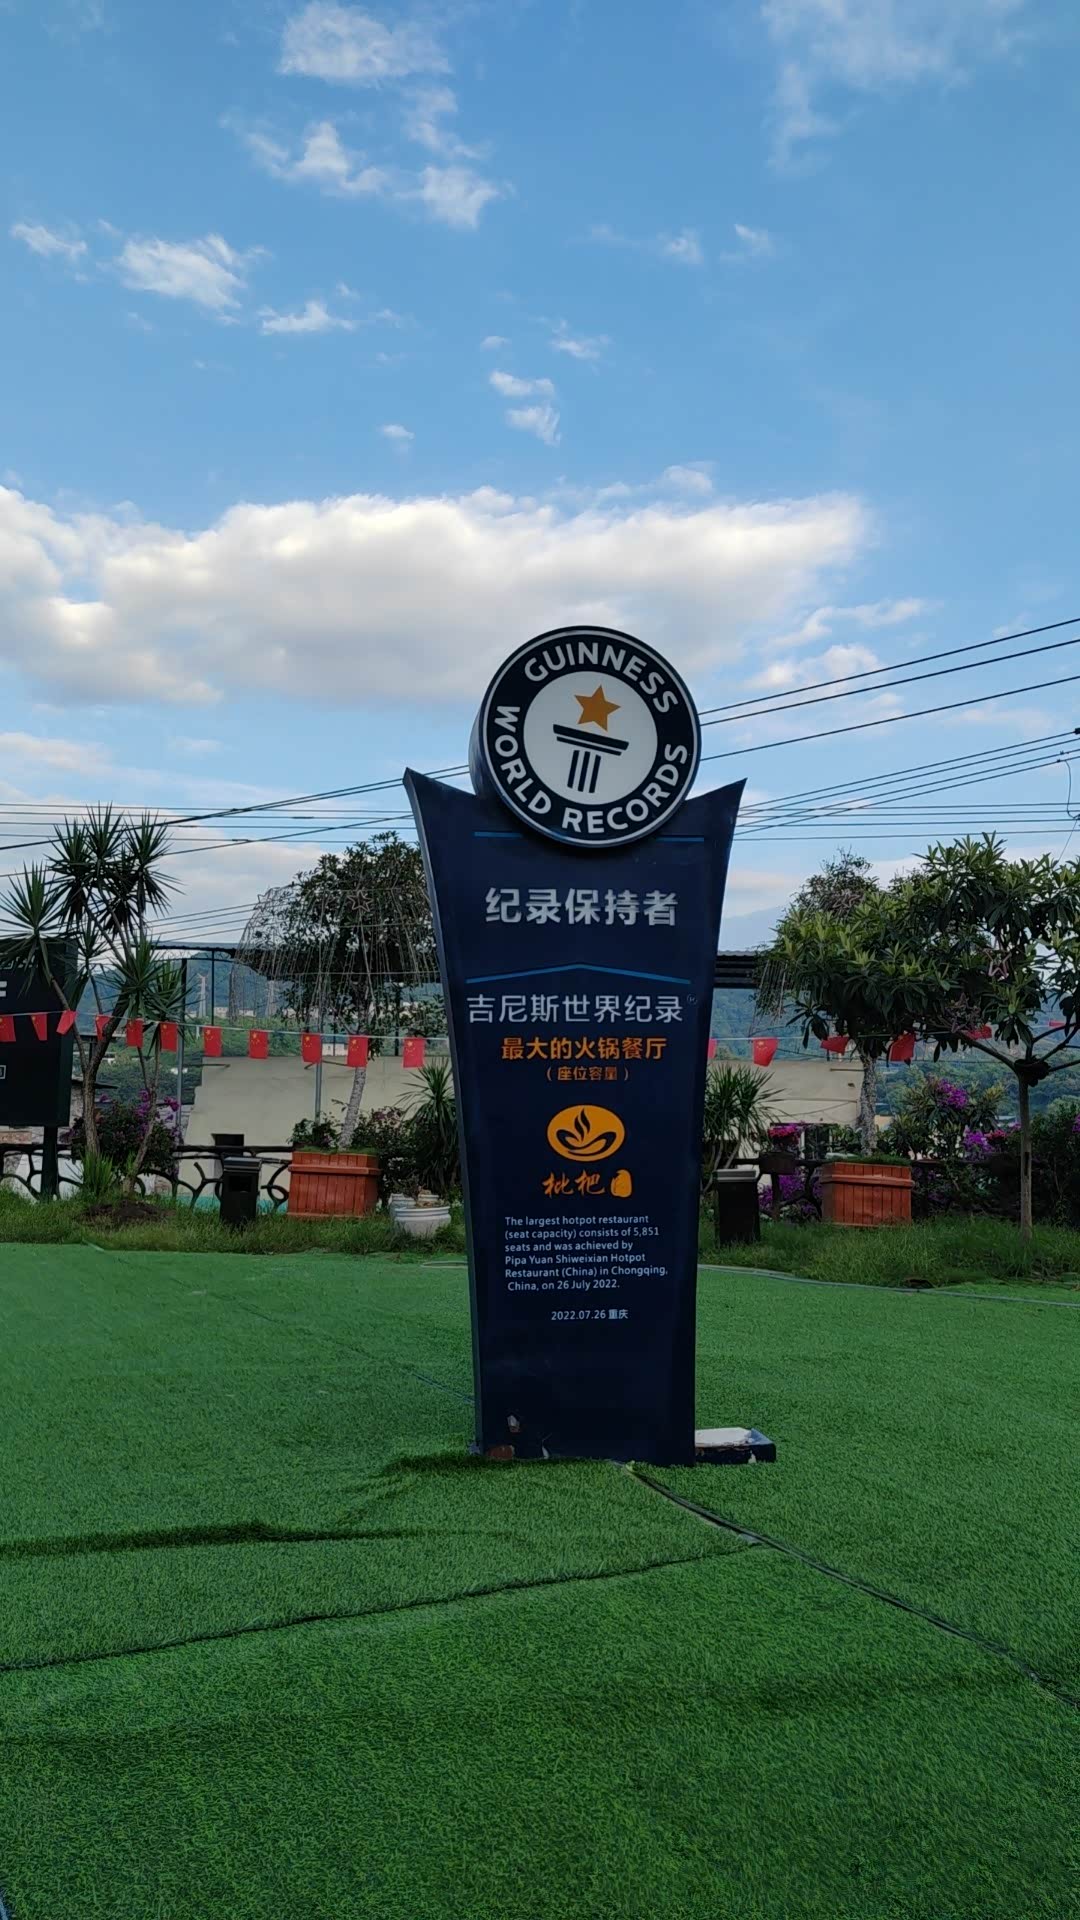 GUINNESS WORLD RECORDS
纪录保持者
吉尼斯世界纪录
最大的火锅餐厅
(座位容量)
枇杷园
The largest hotpot restaurant
(seat capacity) consists of 5,851
seats and was achieved by
Pipa Yuan Shiweixian Hotpot
Restaurant (China) in Chongqing,
China, on 26 July 2022.
2022.07.26 重庆